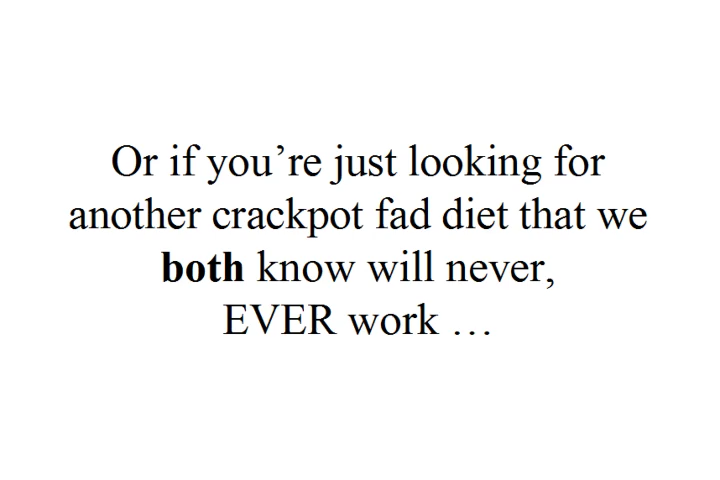 Or if you’re just looking for
another crackpot fad diet that we
both know will never,
EVER work …